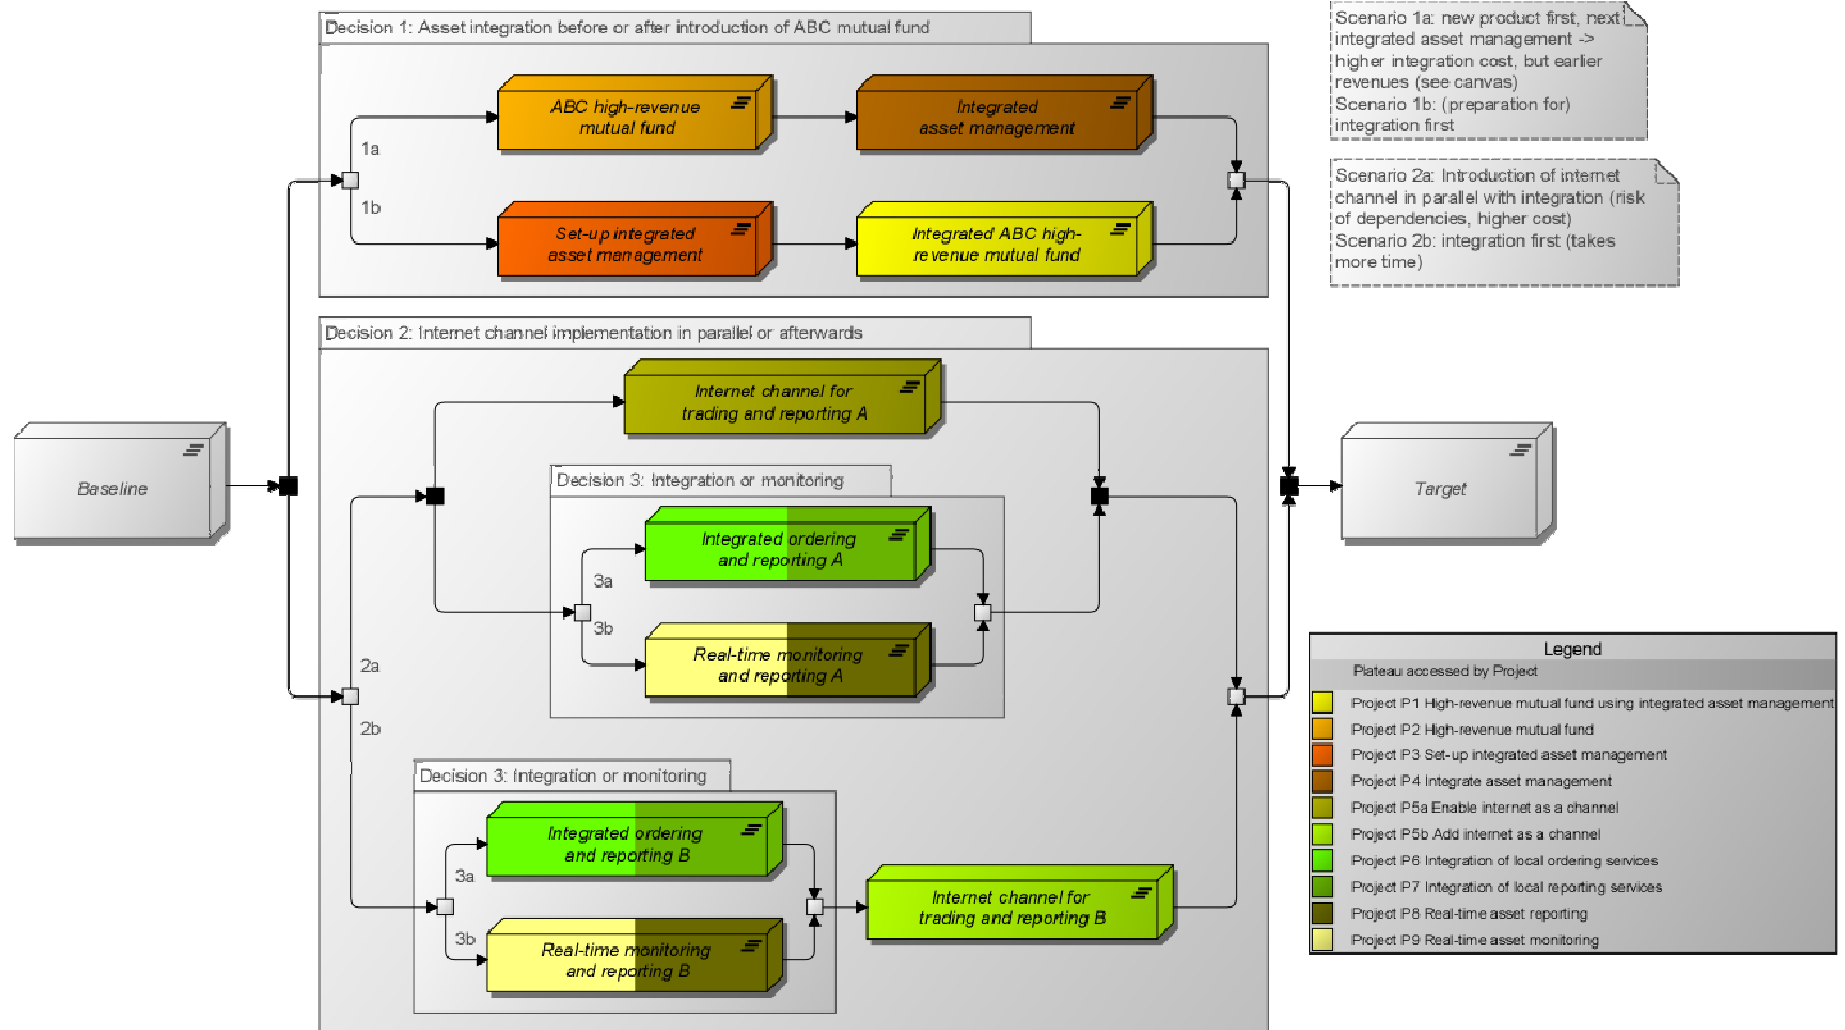 Decision 1: Asset integration before or after introduction of ABC mutual fund
ABC high-revenue
mutual fund
Integrated
asset management
1a
1b
Set-up integrated
asset management
Integrated ABC high-
revenue mutual fund
Scenario 1a: new product first, next
integrated asset management ->
higher integration cost, but earlier
revenues (see canvas)
Scenario 1b: (preparation for)
integration first
Scenario 2a: Introduction of internet
channel in parallel with integration (risk
of dependencies, higher cost)
Scenario 2b: integration first (takes
more time)
Decision 2: Internet channel implementation in parallel or afterwards
Internet channel for
trading and reporting A
Baseline
Decision 3: Integration or monitoring
Integrated ordering
and reporting A
3a
3b
Real-time monitoring
and reporting A
Target
2a
2b
Decision 3: Integration or monitoring
Integrated ordering
and reporting B
3a
3b
Real-time monitoring
and reporting B
Internet channel for
trading and reporting B
Legend
Plateau accessed by Project
Project IP1 High-revenue mutual fund using integrated asset management
Project IP2 High-revenue mutual fund
Project IP3 Set-up integrated asset management
Project IP4 Integrate asset management
Project IP5a Enable internet as a channel
Project IP5b Add internet as a channel
Project IP6 Integration of local ordering services
Project IP7 Integration of local reporting services
Project IP8 Real-time asset reporting
Project IP9 Real-time asset monitoring